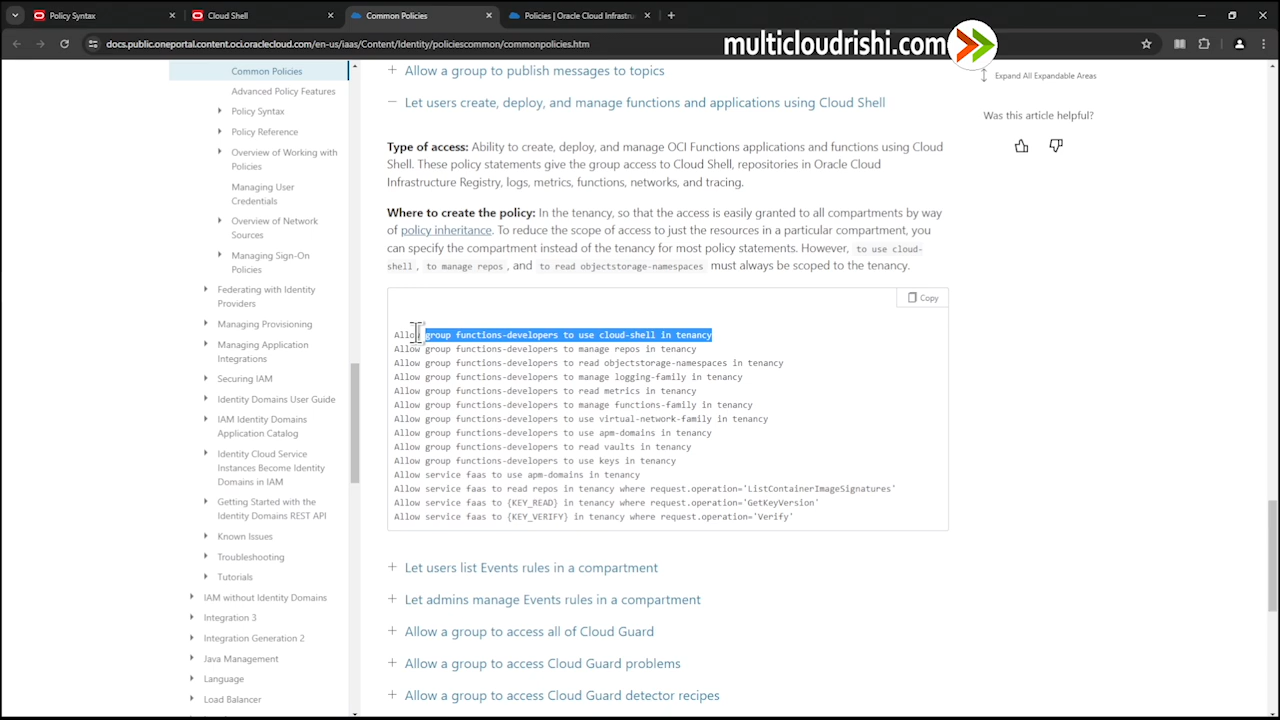 Policy Syntax
Cloud Shell
Common Policies
Policies | Oracle Cloud Infrastru
docs.public.oneportal.content.oci.oraclecloud.com/en-us/iaas/Content/Identity/policiescommon/commonpolicies.htm
multicloudrishi.com
Common Policies
Advanced Policy Features
Policy Syntax
Policy Reference
Overview of Working with
Policies
Managing User
Credentials
Overview of Network
Sources
Managing Sign-On
Policies
Federating with Identity
Providers
Managing Provisioning
Managing Application
Integrations
Securing IAM
Identity Domains User Guide
IAM Identity Domains
Application Catalog
Identity Cloud Service
Instances Become Identity
Domains in IAM
Getting Started with the
Identity Domains REST API
Known Issues
Troubleshooting
Tutorials
IAM without Identity Domains
Integration 3
Integration Generation 2
Java Management
Language
Load Balancer
Allow a group to publish messages to topics
Let users create, deploy, and manage functions and applications using Cloud Shell
Type of access: Ability to create, deploy, and manage OCI Functions applications and functions using Cloud
Shell. These policy statements give the group access to Cloud Shell, repositories in Oracle Cloud
Infrastructure Registry, logs, metrics, functions, networks, and tracing.
Where to create the policy: In the tenancy, so that the access is easily granted to all compartments by way
of policy inheritance. To reduce the scope of access to just the resources in a particular compartment, you
can specify the compartment instead of the tenancy for most policy statements. However, to use cloud-
shell , to manage repos , and to read objectstorage-namespaces must always be scoped to the tenancy.
Copy
Allow group functions-developers to use cloud-shell in tenancy
Allow group functions-developers to manage repos in tenancy
Allow group functions-developers to read objectstorage-namespaces in tenancy
Allow group functions-developers to manage logging-family in tenancy
Allow group functions-developers to read metrics in tenancy
Allow group functions-developers to manage functions-family in tenancy
Allow group functions-developers to use virtual-network-family in tenancy
Allow group functions-developers to use apm-domains in tenancy
Allow group functions-developers to read vaults in tenancy
Allow group functions-developers to use keys in tenancy
Allow service faas to use apm-domains in tenancy
Allow service faas to read repos in tenancy where request.operation='ListContainerImageSignatures'
Allow service faas to {KEY_READ} in tenancy where request.operation='GetKeyVersion'
Allow service faas to {KEY_VERIFY} in tenancy where request.operation='Verify'
Let users list Events rules in a compartment
Let admins manage Events rules in a compartment
Allow a group to access all of Cloud Guard
Allow a group to access Cloud Guard problems
Allow a group to access Cloud Guard detector recipes
Expand All Expandable Areas
Was this article helpful?